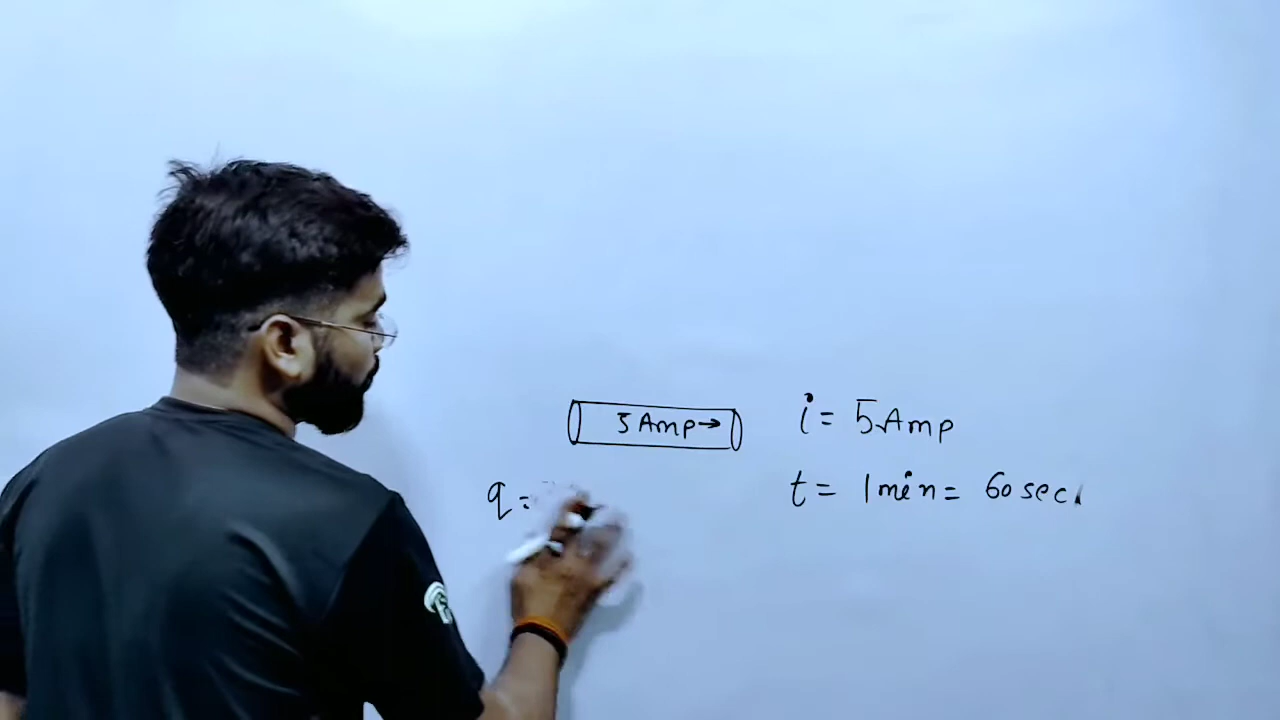 5 Amp→
i = 5 Amp
q =
t = 1 min = 60 sec